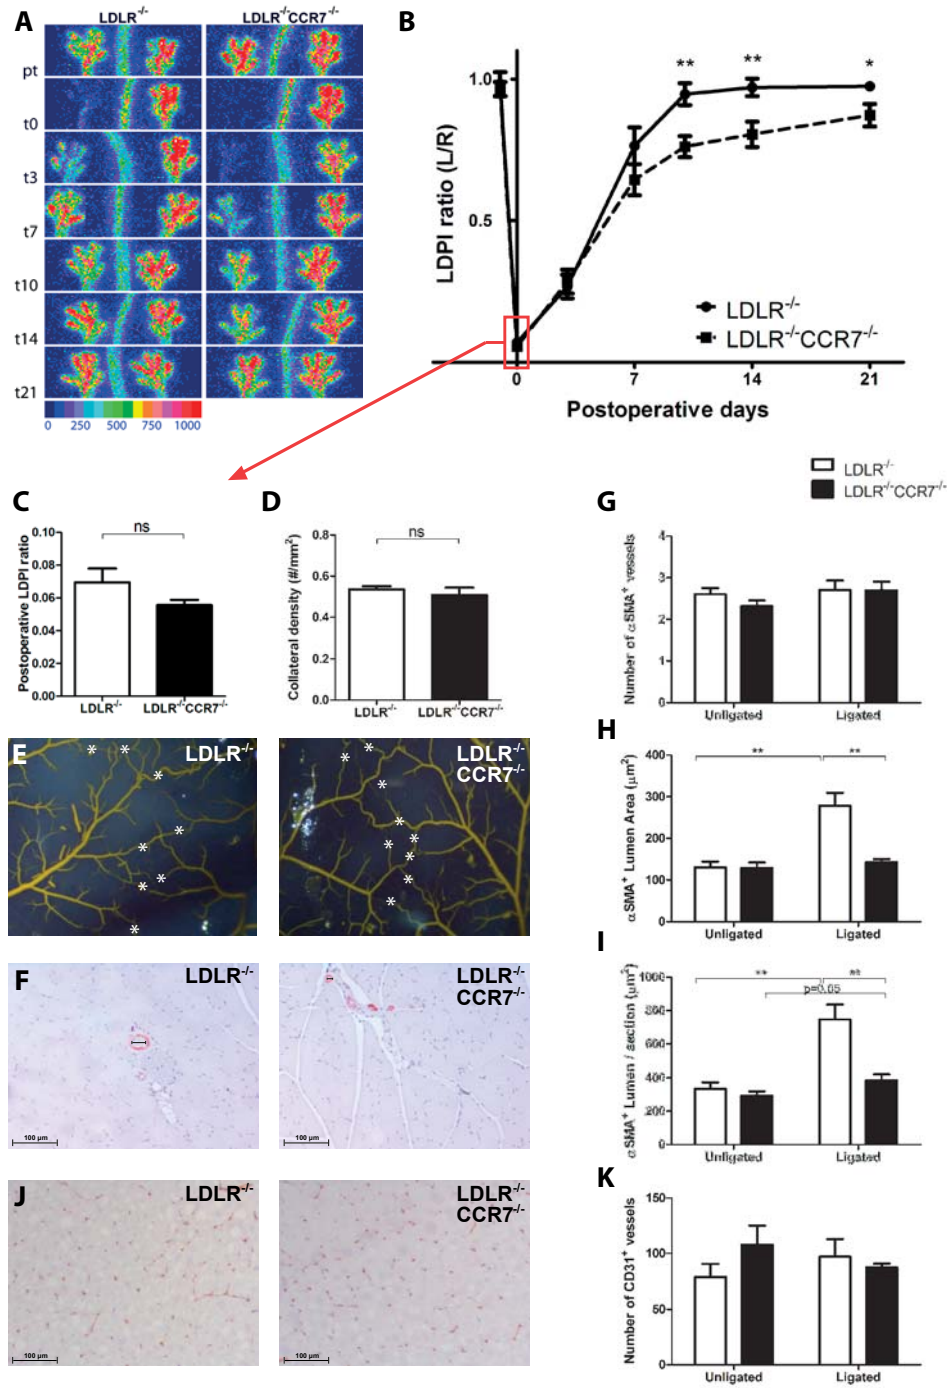 A
LDLR-/-
LDLR-/-CCR7-/-
pt
t0
t3
t7
t10
t14
t21
0 250 500 750 1000
B
LDPI ratio (L/R)
1.0
0.5
** ** *
LDLR-/-
LDLR-/-CCR7-/-
0 7 14 21
Postoperative days
C
Postoperative LDPI ratio
ns
0.10
0.08
0.06
0.04
0.02
0.00
LDLR-/- LDLR-/-CCR7-/-
D
Collateral density (#/mm2)
ns
0.8
0.6
0.4
0.2
0.0
LDLR-/- LDLR-/-CCR7-/-
LDLR-/-
LDLR-/-CCR7-/-
G
Number of αSMA+ vessels
4
3
2
1
0
Unligated Ligated
E
LDLR-/-
* * * * * * * *
LDLR-/-
CCR7-/-
* * * * * * * * *
H
αSMA+ Lumen Area (μm2)
400
300
200
100
0
** **
Unligated Ligated
F
LDLR-/-
100 μm
LDLR-/-
CCR7-/-
100 μm
I
αSMA+ Lumen / section (μm2)
1000
800
600
400
200
0
** **
p=0.05
Unligated Ligated
J
LDLR-/-
100 μm
LDLR-/-
CCR7-/-
100 μm
K
Number of CD31+ vessels
150
100
50
0
Unligated Ligated